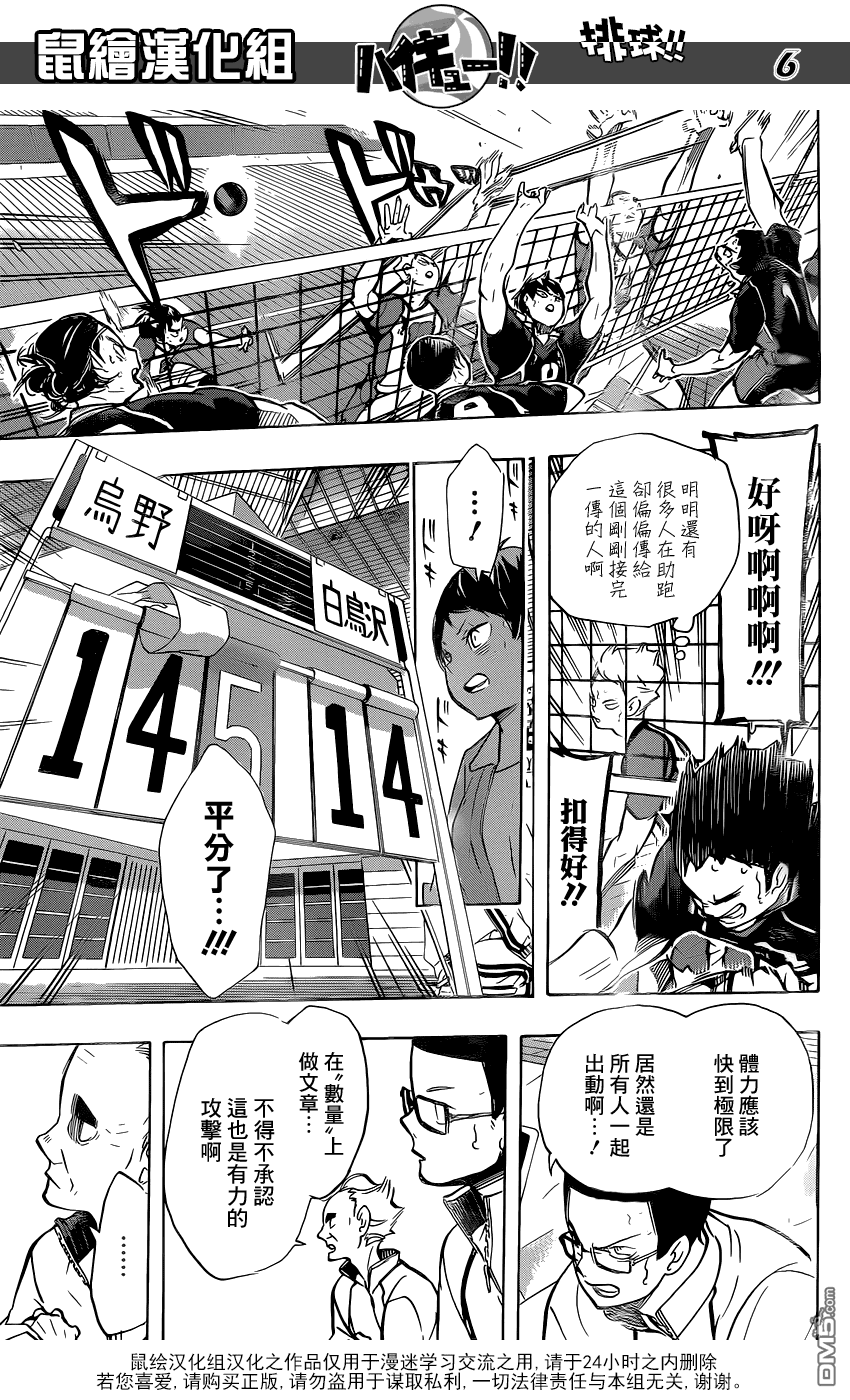 鼠繪漢化組
ハイキュー!!
排球!!
6
ドドッ
好呀啊啊啊!!!
明明還有
很多人在助跑
卻偏偏傳給
這個剛剛接完
一傳的人啊
扣得好!!
…!
烏野
白鳥沢
14
5
14
平分了…!!!
體力應該
快到極限了
居然還是
所有人一起
出動啊…!
在〝數量〞上
做文章…
不得不承認
這也是有力的
攻擊啊
……
DM5.com
鼠绘汉化组汉化之作品仅用于漫迷学习交流之用, 请于24小时之内删除
若您喜爱, 请购买正版, 请勿盗用于谋取私利, 一切法律责任与本组无关, 谢谢。